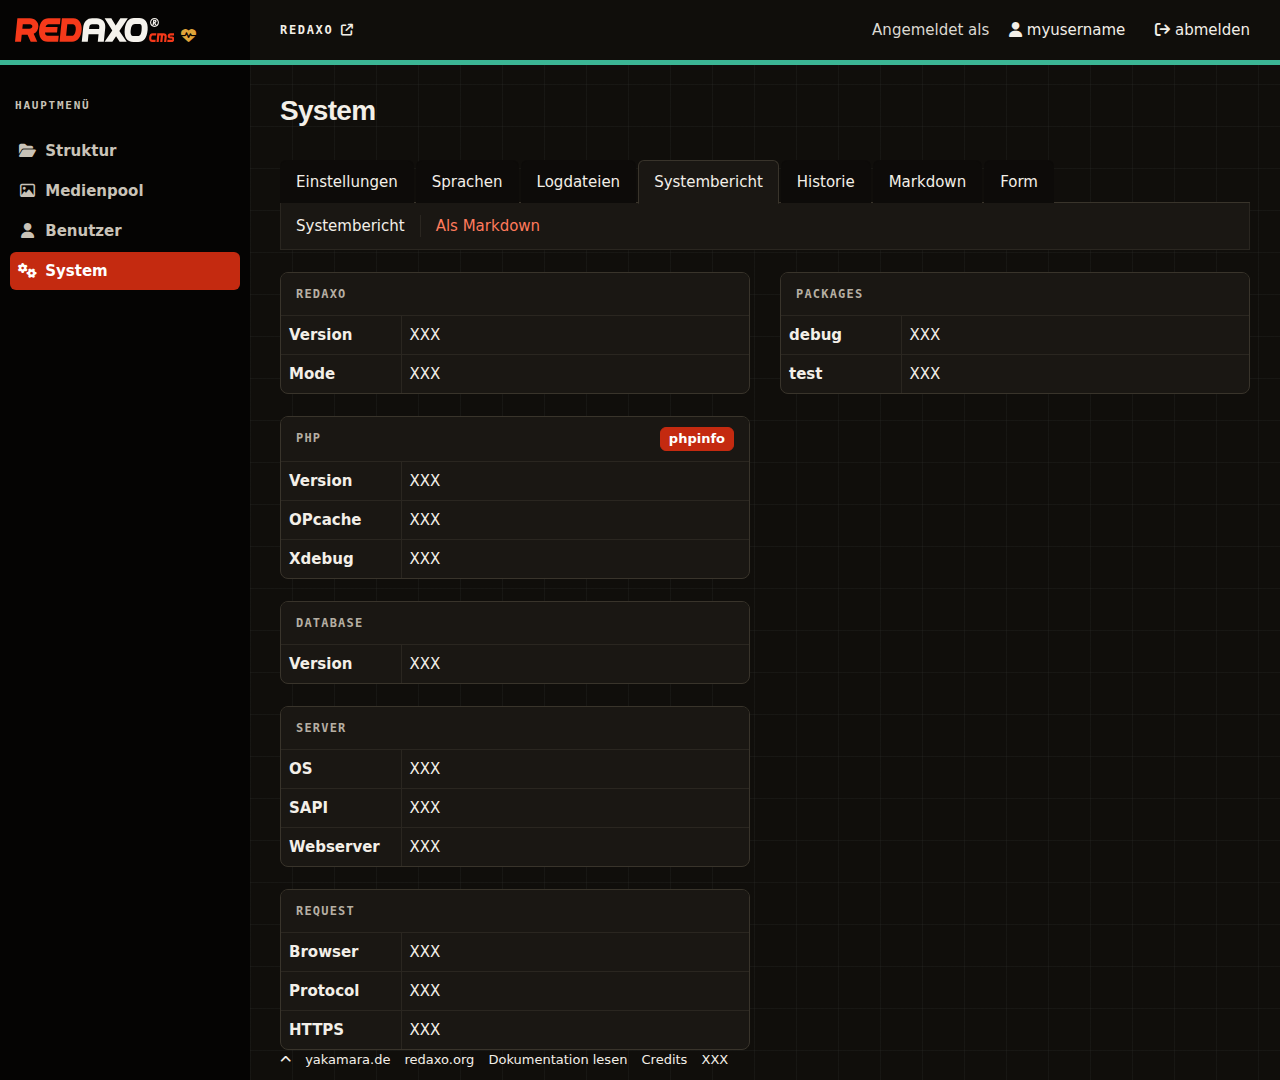 REDAXO® cms
REDAXO
Angemeldet als myusername abmelden
HAUPTMENÜ
Struktur
Medienpool
Benutzer
System
System
Einstellungen Sprachen Logdateien Systembericht Historie Markdown Form
Systembericht Als Markdown
REDAXO
Version XXX
Mode XXX
PACKAGES
debug XXX
test XXX
PHP phpinfo
Version XXX
OPcache XXX
Xdebug XXX
DATABASE
Version XXX
SERVER
OS XXX
SAPI XXX
Webserver XXX
REQUEST
Browser XXX
Protocol XXX
HTTPS XXX
yakamara.de redaxo.org Dokumentation lesen Credits XXX